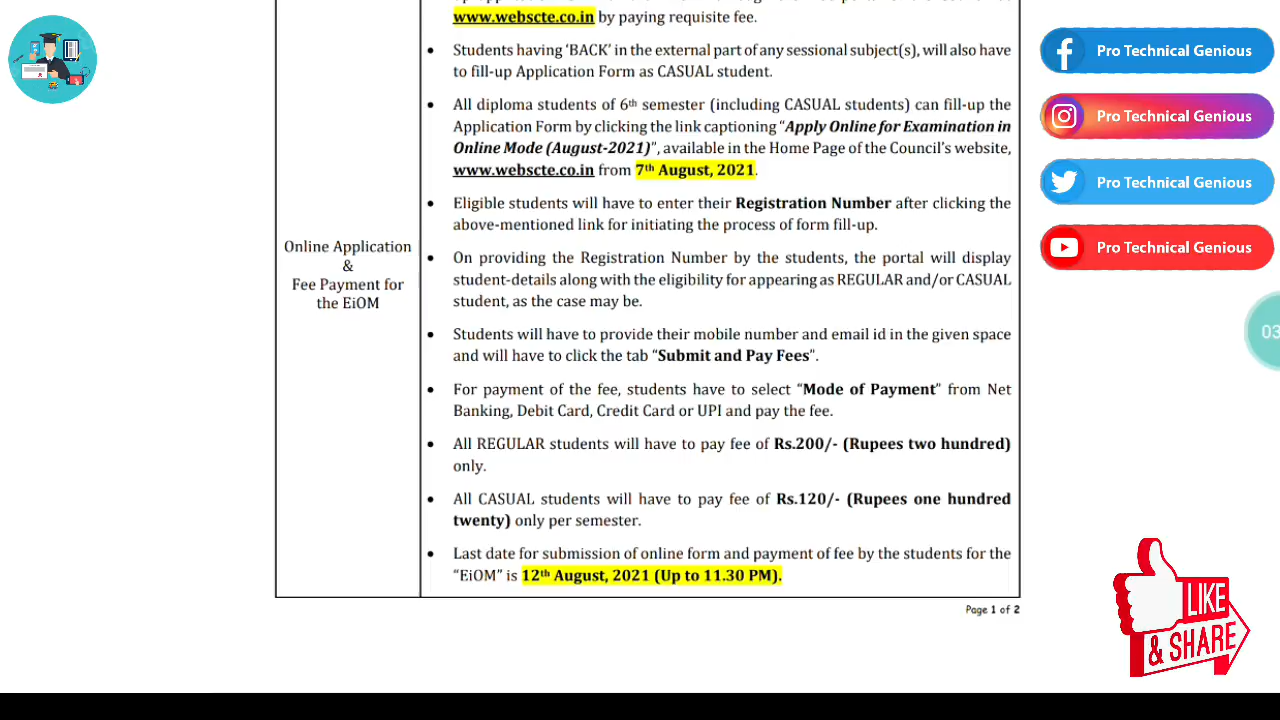 www.webscte.co.in by paying requisite fee.
• Students having ‘BACK’ in the external part of any sessional subject(s), will also have
to fill-up Application Form as CASUAL student.
• All diploma students of 6th semester (including CASUAL students) can fill-up the
Application Form by clicking the link captioning “Apply Online for Examination in
Online Mode (August-2021)”, available in the Home Page of the Council’s website,
www.webscte.co.in from 7th August, 2021.
• Eligible students will have to enter their Registration Number after clicking the
above-mentioned link for initiating the process of form fill-up.
Online Application
&
Fee Payment for
the EiOM
• On providing the Registration Number by the students, the portal will display
student-details along with the eligibility for appearing as REGULAR and/or CASUAL
student, as the case may be.
• Students will have to provide their mobile number and email id in the given space
and will have to click the tab “Submit and Pay Fees”.
• For payment of the fee, students have to select “Mode of Payment” from Net
Banking, Debit Card, Credit Card or UPI and pay the fee.
• All REGULAR students will have to pay fee of Rs.200/- (Rupees two hundred)
only.
• All CASUAL students will have to pay fee of Rs.120/- (Rupees one hundred
twenty) only per semester.
• Last date for submission of online form and payment of fee by the students for the
“EiOM” is 12th August, 2021 (Up to 11.30 PM).
Page 1 of 2
Pro Technical Genious
Pro Technical Genious
Pro Technical Genious
Pro Technical Genious
03
LIKE
& SHARE